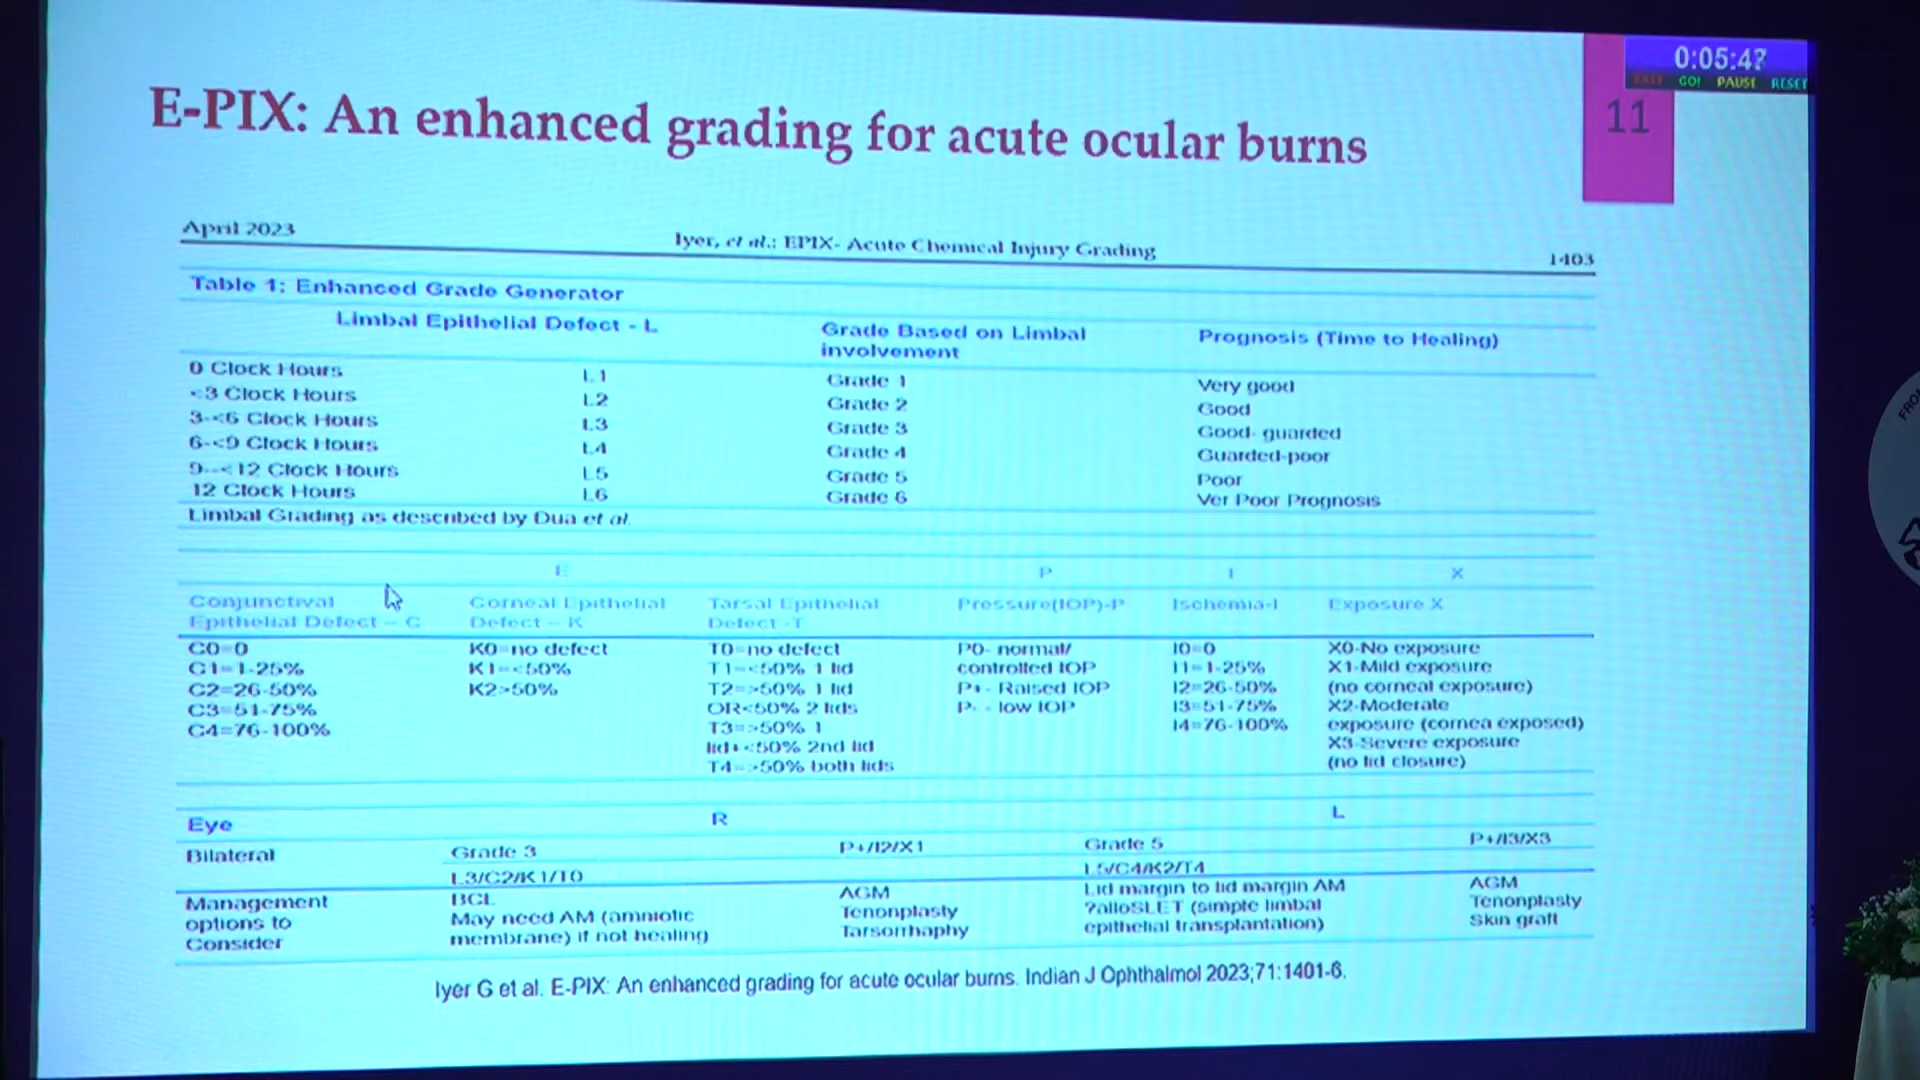 0:05:42
EXIT GO! PAUSE RESET
11
E-PIX: An enhanced grading for acute ocular burns
April 2023
Iyer, et al.: EPIX- Acute Chemical Injury Grading
1403
Table 1: Enhanced Grade Generator
Limbal Epithelial Defect - L
Grade Based on Limbal involvement
Prognosis (Time to Healing)
0 Clock Hours L1 Grade 1 Very good
<3 Clock Hours L2 Grade 2 Good
3-<6 Clock Hours L3 Grade 3 Good- guarded
6-<9 Clock Hours L4 Grade 4 Guarded-poor
9-<12 Clock Hours L5 Grade 5 Poor
12 Clock Hours L6 Grade 6 Ver Poor Prognosis
Limbal Grading as described by Dua et al.
E P I X
Conjunctival Corneal Epithelial Tarsal Epithelial Pressure(IOP)-P Ischemia-I Exposure X
Epithelial Defect - C Defect - K Defect -T
C0=0 K0=no defect T0=no defect P0- normal/ I0=0 X0-No exposure
C1=1-25% K1=<50% T1=<50% 1 lid controlled IOP I1=1-25% X1-Mild exposure
C2=26-50% K2>50% T2=>50% 1 lid P+- Raised IOP I2=26-50% (no corneal exposure)
C3=51-75% OR<50% 2 lids P- - low IOP I3=51-75% X2-Moderate
C4=76-100% T3=>50% 1 I4=76-100% exposure (cornea exposed)
lid+<50% 2nd lid X3-Severe exposure
T4=>50% both lids (no lid closure)
Eye R L
Bilateral Grade 3 P+/I2/X1 Grade 5 P+/I3/X3
L3/C2/K1/T0 L5/C4/K2/T4
Management BCL AGM Lid margin to lid margin AM AGM
options to May need AM (amniotic Tenonplasty ?alloSLET (simple limbal Tenonplasty
Consider membrane) if not healing Tarsorrhaphy epithelial transplantation) Skin graft
Iyer G et al. E-PIX: An enhanced grading for acute ocular burns. Indian J Ophthalmol 2023;71:1401-6.